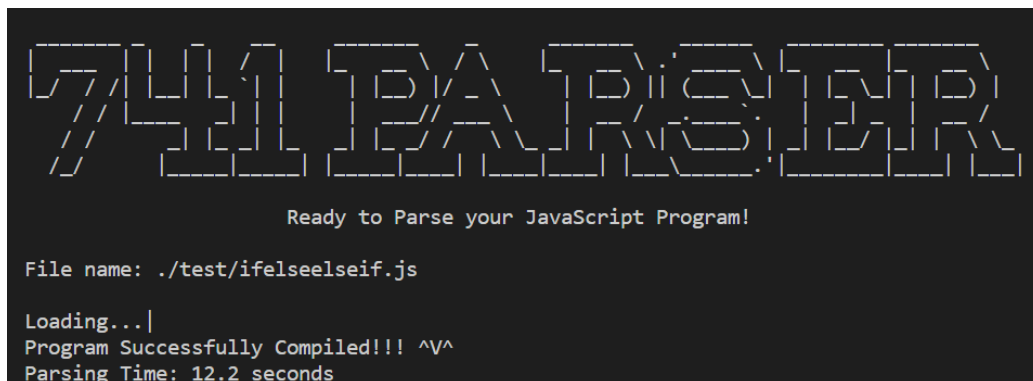 741 PARSER
Ready to Parse your JavaScript Program!
File name: ./test/ifelseelseif.js
Loading...|
Program Successfully Compiled!!! ^V^
Parsing Time: 12.2 seconds